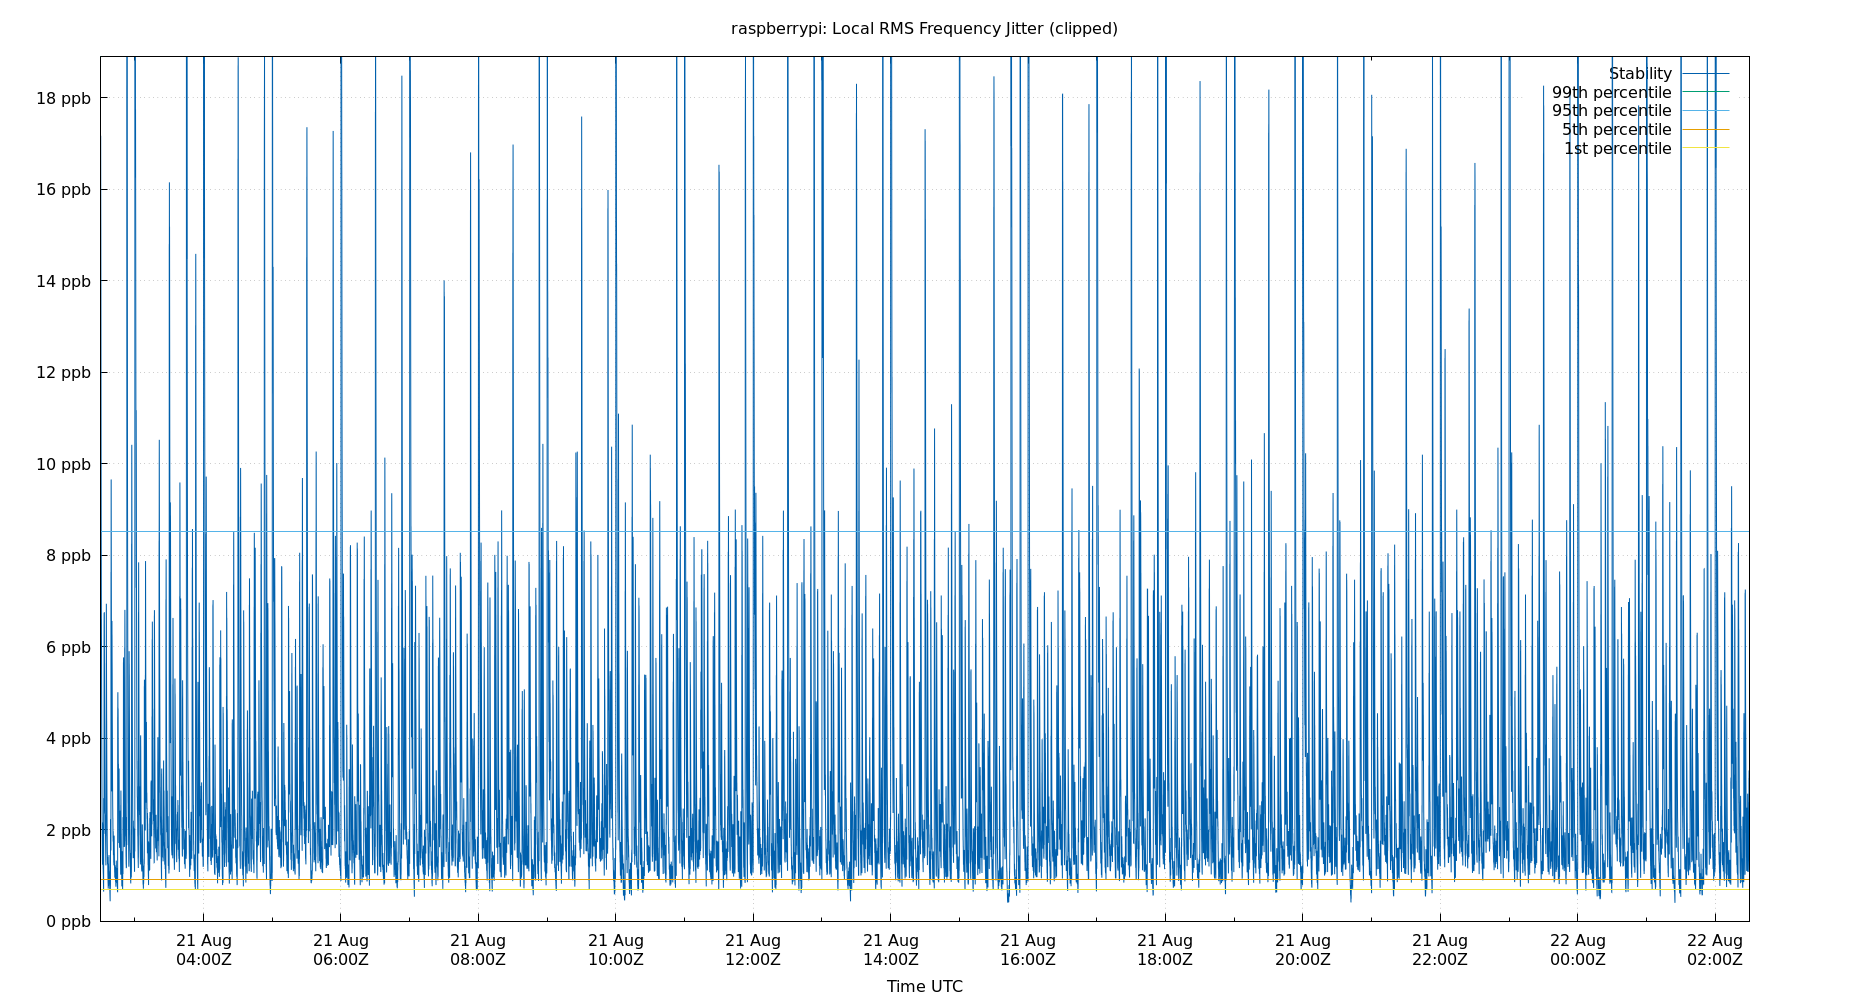 raspberrypi: Local RMS Frequency Jitter (clipped)
Stability
99th percentile
95th percentile
5th percentile
1st percentile
18 ppb
16 ppb
14 ppb
12 ppb
10 ppb
8 ppb
6 ppb
4 ppb
2 ppb
0 ppb
21 Aug 21 Aug 21 Aug 21 Aug 21 Aug 21 Aug 21 Aug 21 Aug 21 Aug 21 Aug 22 Aug 22 Aug
04:00Z 06:00Z 08:00Z 10:00Z 12:00Z 14:00Z 16:00Z 18:00Z 20:00Z 22:00Z 00:00Z 02:00Z
Time UTC